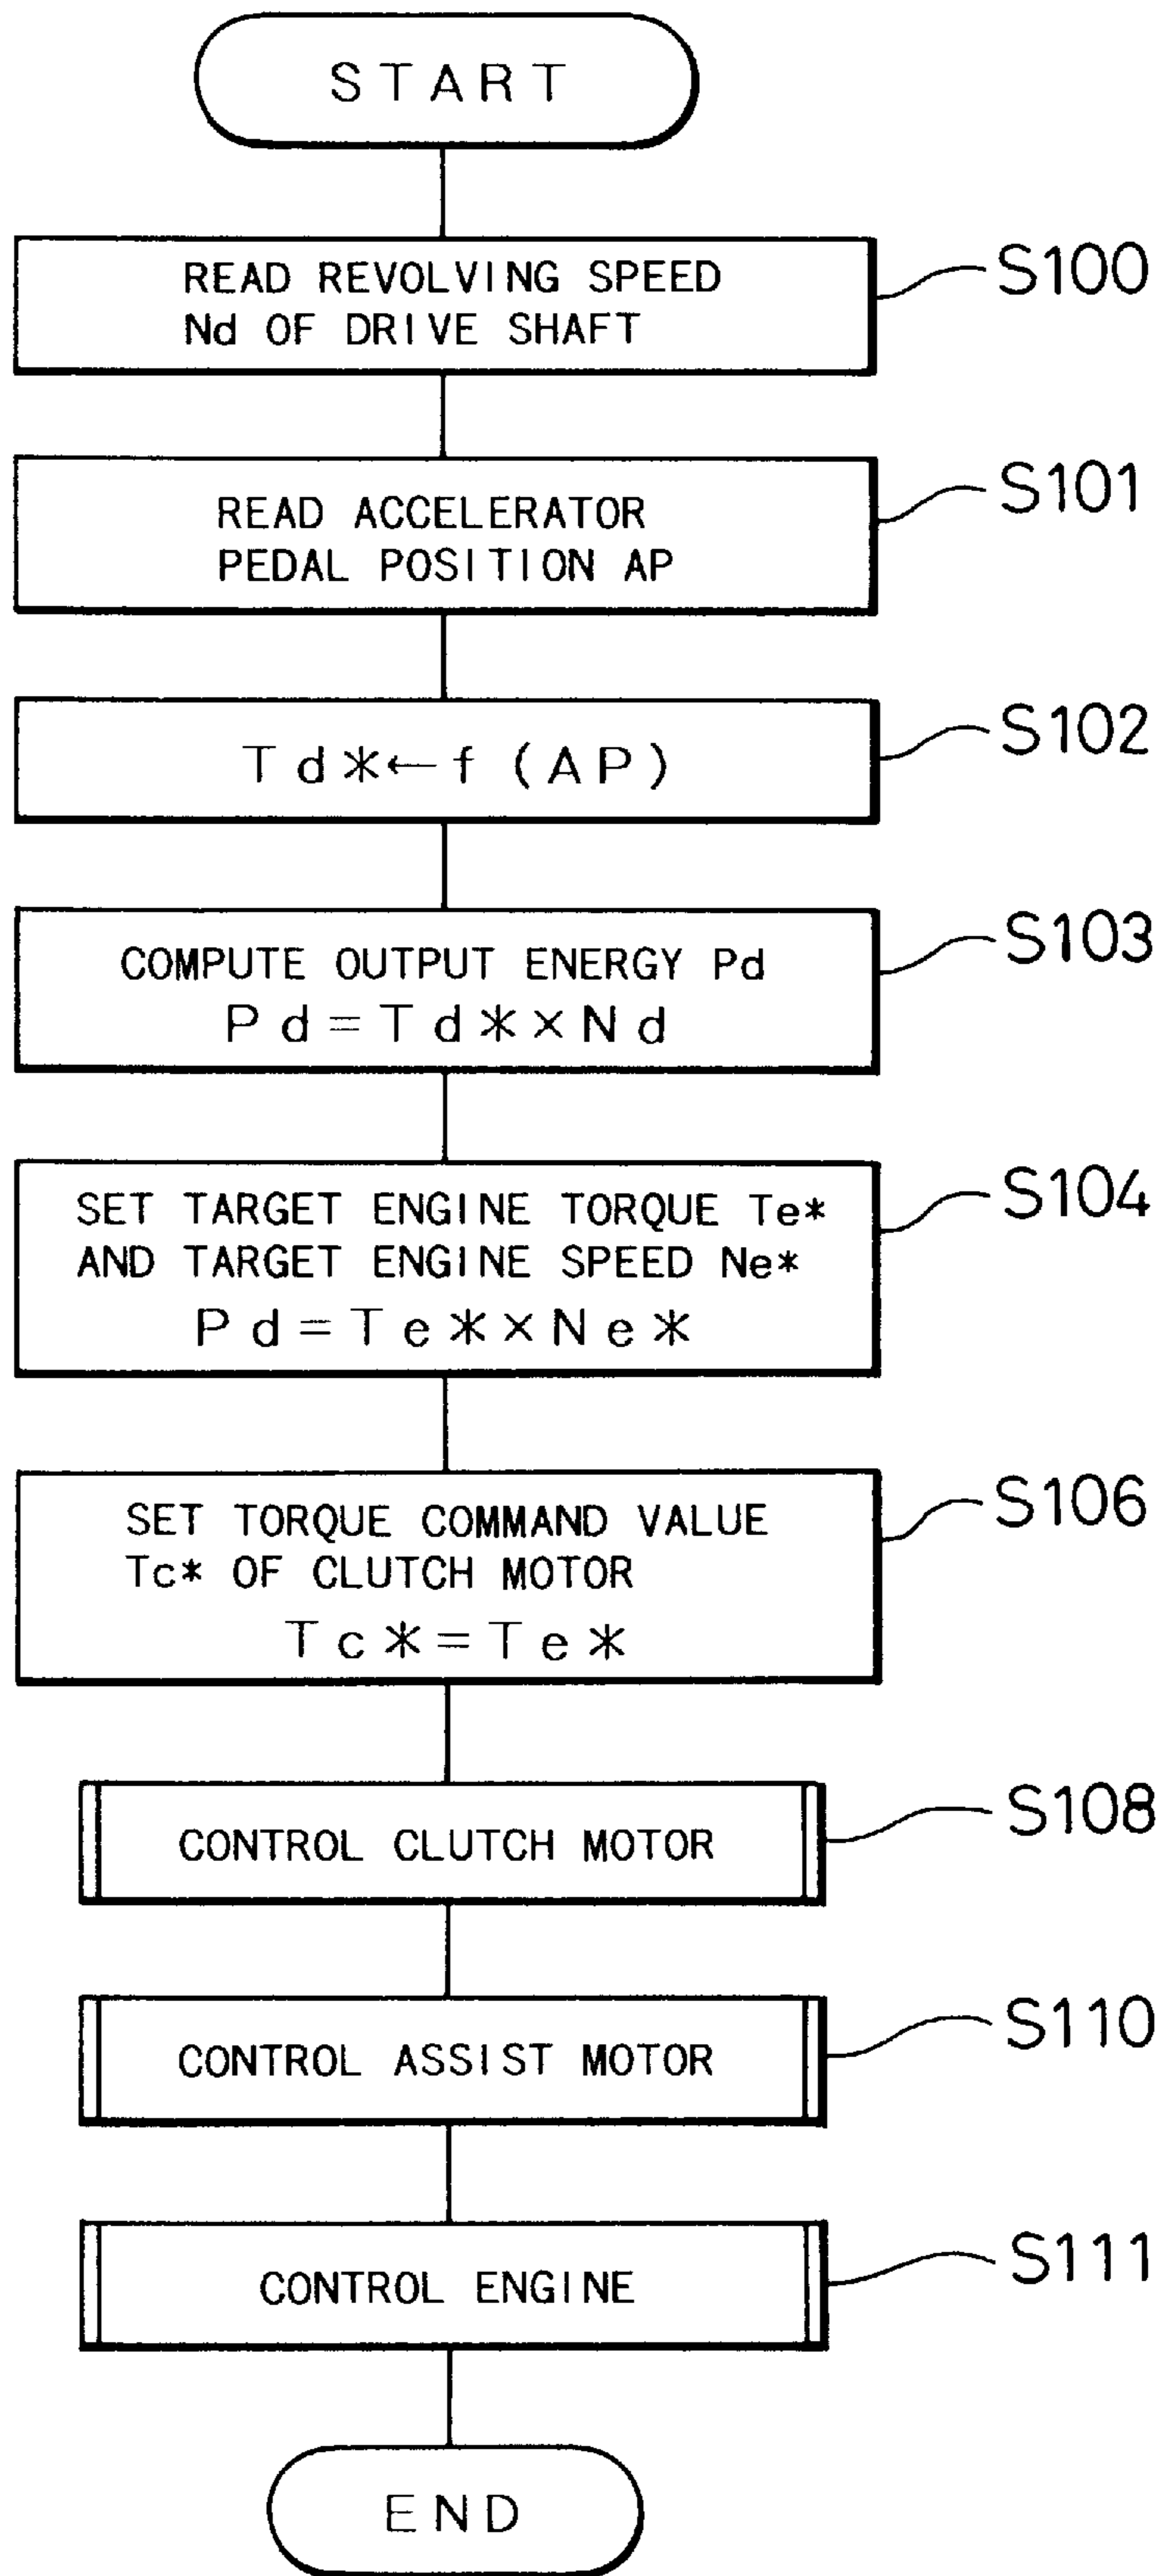 START
READ REVOLVING SPEED
Nd OF DRIVE SHAFT
S100
READ ACCELERATOR
PEDAL POSITION AP
S101
Td*←f(AP)
S102
COMPUTE OUTPUT ENERGY Pd
Pd=Td*×Nd
S103
SET TARGET ENGINE TORQUE Te*
AND TARGET ENGINE SPEED Ne*
Pd=Te*×Ne*
S104
SET TORQUE COMMAND VALUE
Tc* OF CLUTCH MOTOR
Tc*=Te*
S106
CONTROL CLUTCH MOTOR
S108
CONTROL ASSIST MOTOR
S110
CONTROL ENGINE
S111
END